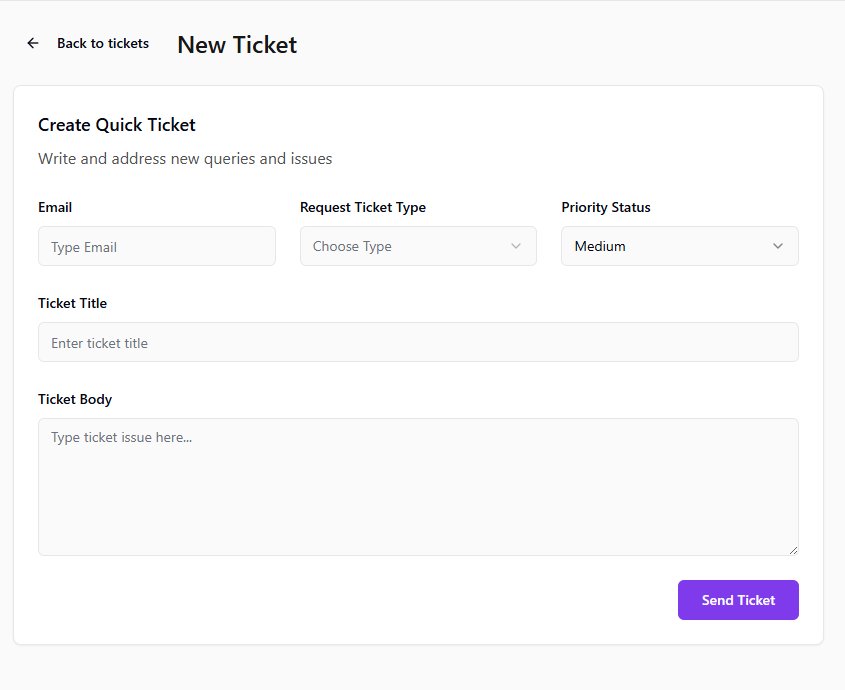 Back to tickets New Ticket
Create Quick Ticket
Write and address new queries and issues
Email Request Ticket Type Priority Status
Type Email Choose Type Medium
Ticket Title
Enter ticket title
Ticket Body
Type ticket issue here...
Send Ticket